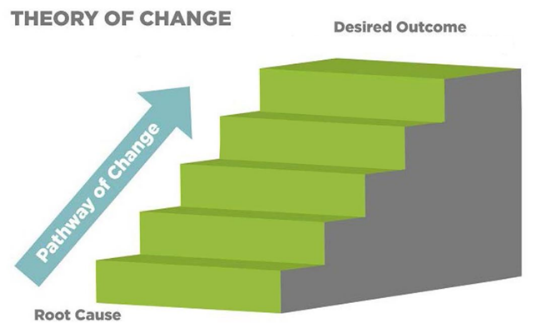 THEORY OF CHANGE
Desired Outcome
Pathway of Change
Root Cause